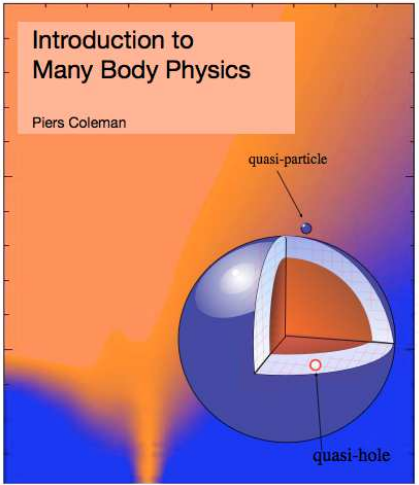 Introduction to
Many Body Physics
Piers Coleman
quasi-particle
quasi-hole